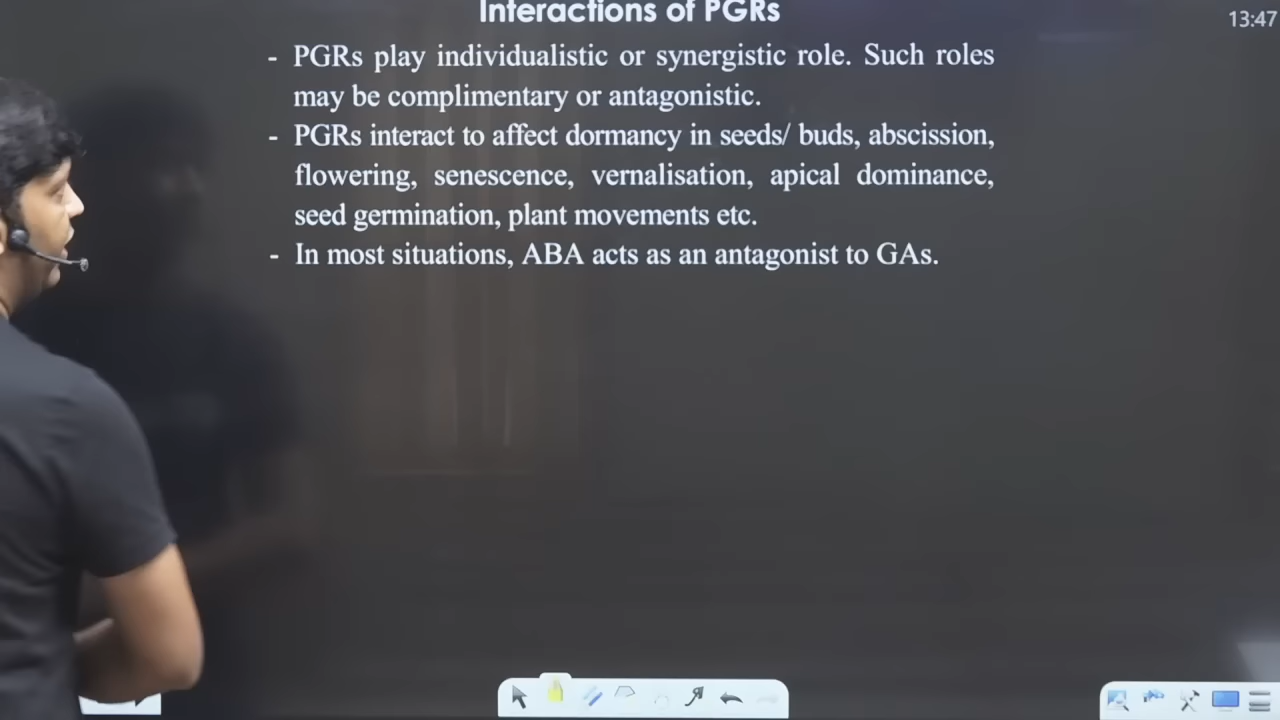 Interactions of PGRs
13:47
- PGRs play individualistic or synergistic role. Such roles
may be complimentary or antagonistic.
- PGRs interact to affect dormancy in seeds/ buds, abscission,
flowering, senescence, vernalisation, apical dominance,
seed germination, plant movements etc.
- In most situations, ABA acts as an antagonist to GAs.